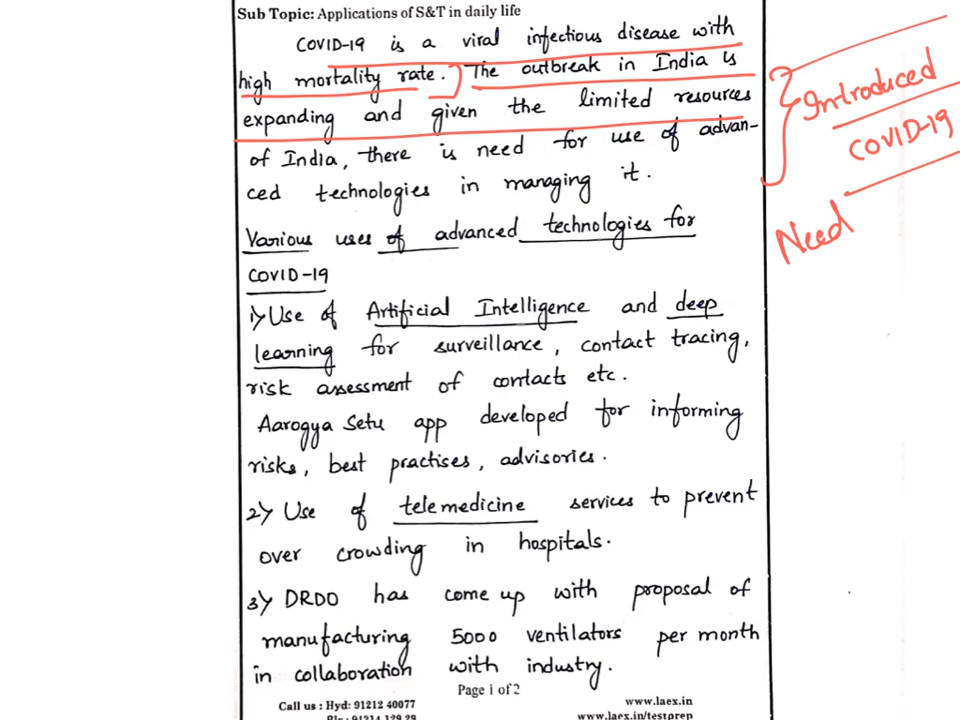 Sub Topic: Applications of S&T in daily life
COVID-19 is a viral infectious disease with
high mortality rate. The outbreak in India is
expanding and given the limited resources
of India, there is need for use of advan-
ced technologies in managing it.
Various uses of advanced technologies for
COVID-19
1) Use of Artificial Intelligence and deep
learning for surveillance, contact tracing,
risk assessment of contacts etc.
Aarogya Setu app developed for informing
risks, best practises, advisories.
2) Use of telemedicine services to prevent
over crowding in hospitals.
3) DRDO has come up with proposal of
manufacturing 5000 ventilators per month
in collaboration with industry.
Page 1 of 2
Call us : Hyd: 91212 40077
Blr: 91214 129 29
www.laex.in
www.laex.in/testprep
Introduced
COVID-19
Need